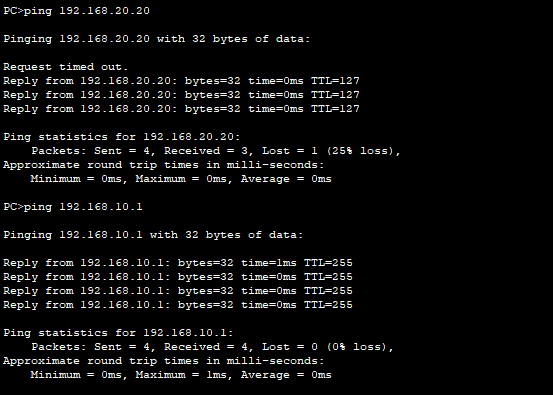 PC>ping 192.168.20.20
Pinging 192.168.20.20 with 32 bytes of data:
Request timed out.
Reply from 192.168.20.20: bytes=32 time=0ms TTL=127
Reply from 192.168.20.20: bytes=32 time=0ms TTL=127
Reply from 192.168.20.20: bytes=32 time=0ms TTL=127
Ping statistics for 192.168.20.20:
    Packets: Sent = 4, Received = 3, Lost = 1 (25% loss),
Approximate round trip times in milli-seconds:
    Minimum = 0ms, Maximum = 0ms, Average = 0ms
PC>ping 192.168.10.1
Pinging 192.168.10.1 with 32 bytes of data:
Reply from 192.168.10.1: bytes=32 time=1ms TTL=255
Reply from 192.168.10.1: bytes=32 time=0ms TTL=255
Reply from 192.168.10.1: bytes=32 time=0ms TTL=255
Reply from 192.168.10.1: bytes=32 time=0ms TTL=255
Ping statistics for 192.168.10.1:
    Packets: Sent = 4, Received = 4, Lost = 0 (0% loss),
Approximate round trip times in milli-seconds:
    Minimum = 0ms, Maximum = 1ms, Average = 0ms